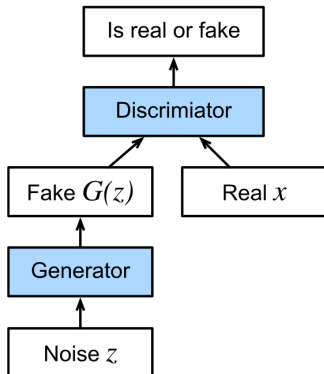 Is real or fake
Discrimiator
Fake G(z)
Real x
Generator
Noise z